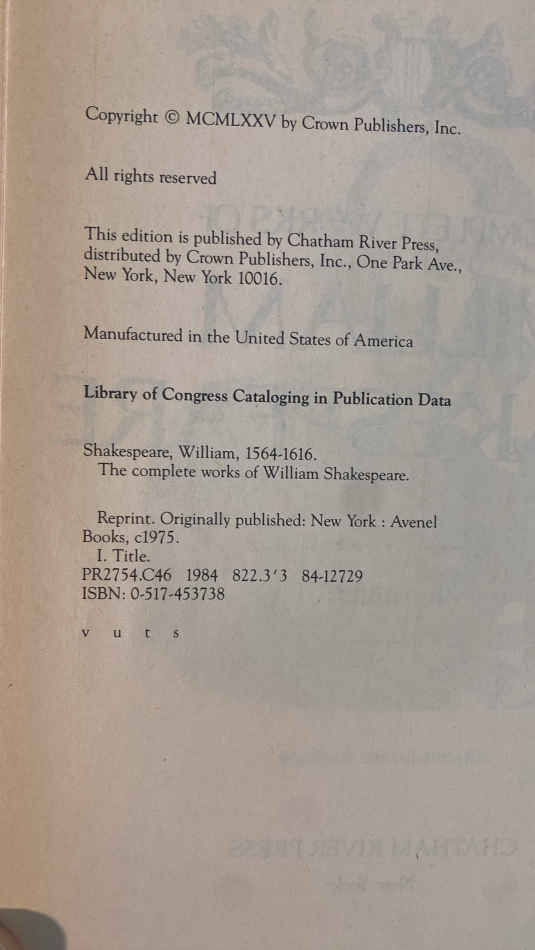 Copyright © MCMLXXV by Crown Publishers, Inc.
All rights reserved
This edition is published by Chatham River Press,
distributed by Crown Publishers, Inc., One Park Ave.,
New York, New York 10016.
Manufactured in the United States of America
Library of Congress Cataloging in Publication Data
Shakespeare, William, 1564-1616.
The complete works of William Shakespeare.
Reprint. Originally published: New York : Avenel
Books, c1975.
I. Title.
PR2754.C46 1984 822.3′3 84-12729
ISBN: 0-517-453738
v u t s